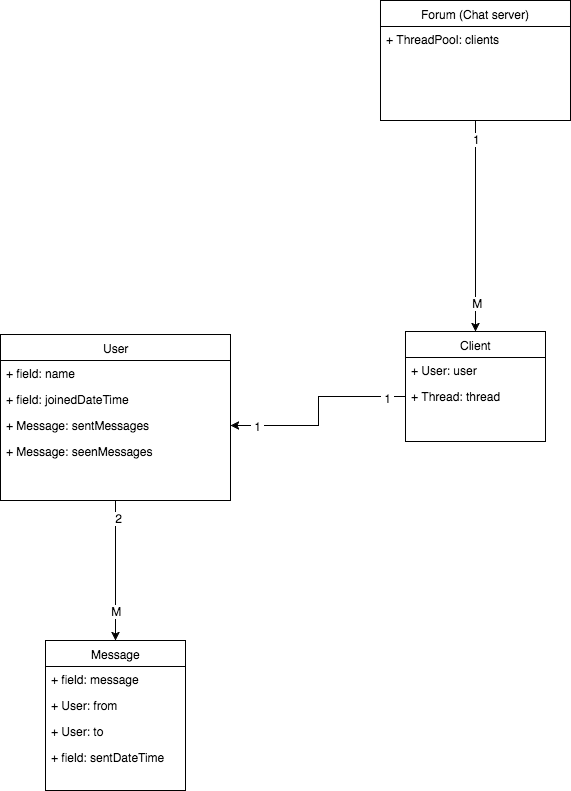 Forum (Chat server)
+ ThreadPool: clients
1
M
Client
+ User: user
+ Thread: thread
1
1
User
+ field: name
+ field: joinedDateTime
+ Message: sentMessages
+ Message: seenMessages
2
M
Message
+ field: message
+ User: from
+ User: to
+ field: sentDateTime